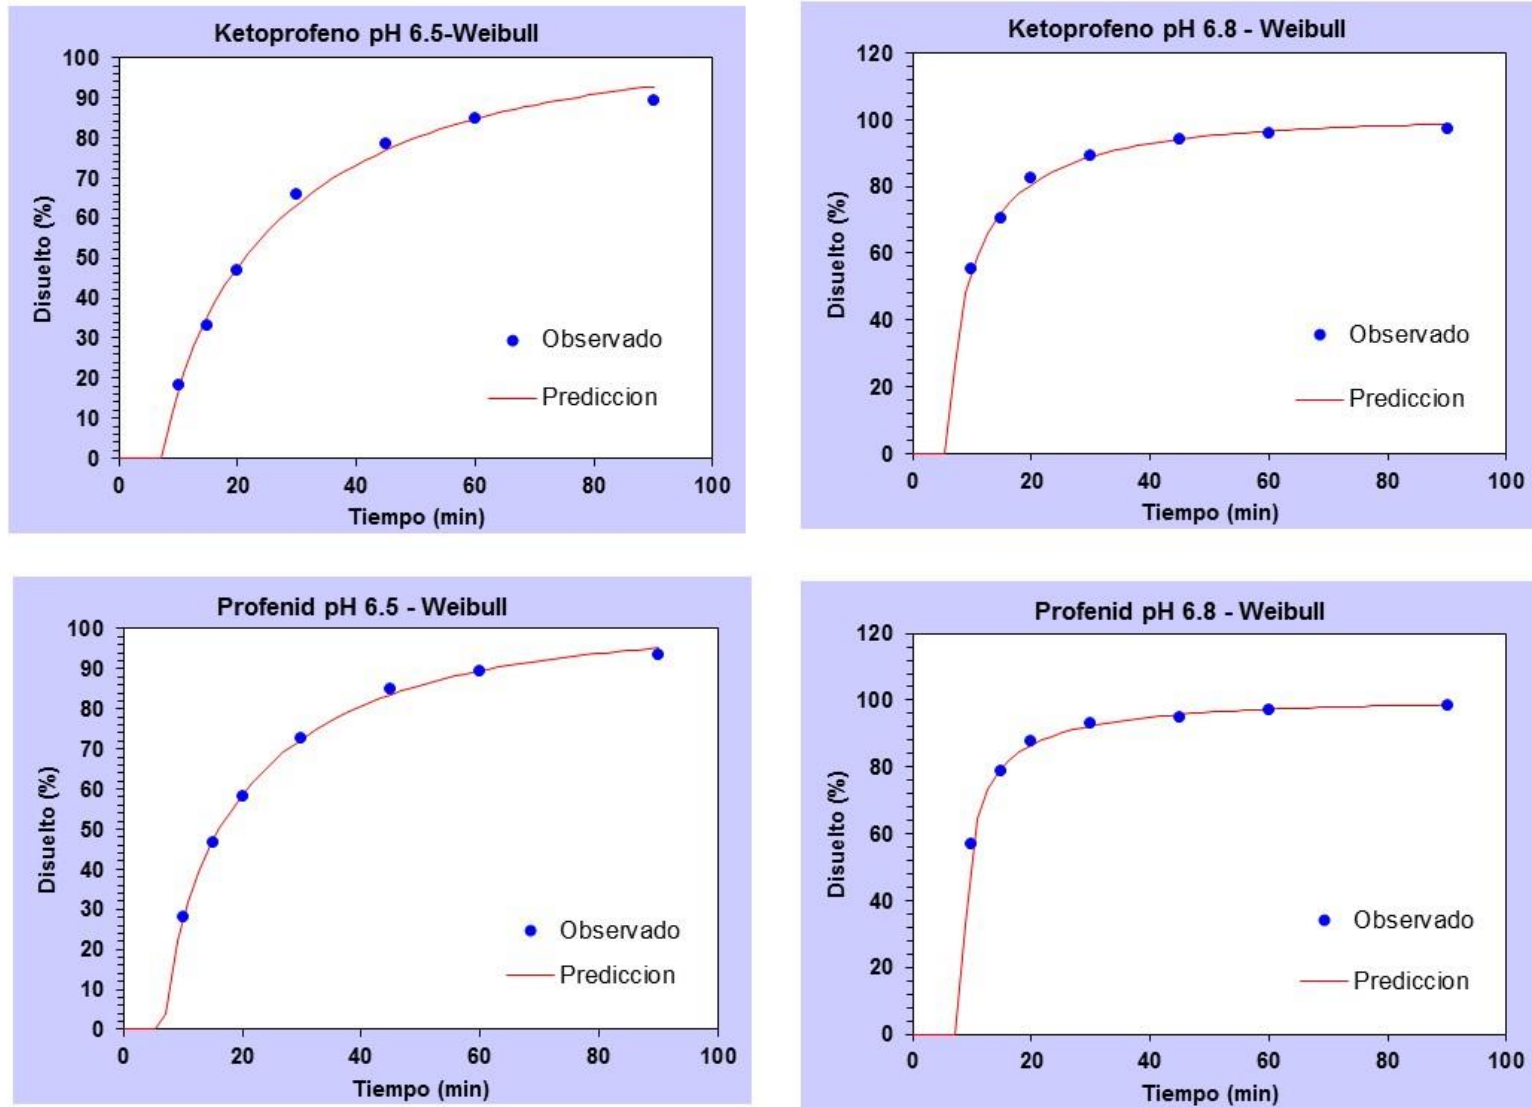 Ketoprofeno pH 6.5-Weibull
100
90
80
70
60
50
40
30
20
10
0
Disuelto (%)
Observado
Prediccion
0 20 40 60 80 100
Tiempo (min)
Ketoprofeno pH 6.8 - Weibull
120
100
80
60
40
20
0
Disuelto (%)
Observado
Prediccion
0 20 40 60 80 100
Tiempo (min)
Profenid pH 6.5 - Weibull
100
90
80
70
60
50
40
30
20
10
0
Disuelto (%)
Observado
Prediccion
0 20 40 60 80 100
Tiempo (min)
Profenid pH 6.8 - Weibull
120
100
80
60
40
20
0
Disuelto (%)
Observado
Prediccion
0 20 40 60 80 100
Tiempo (min)